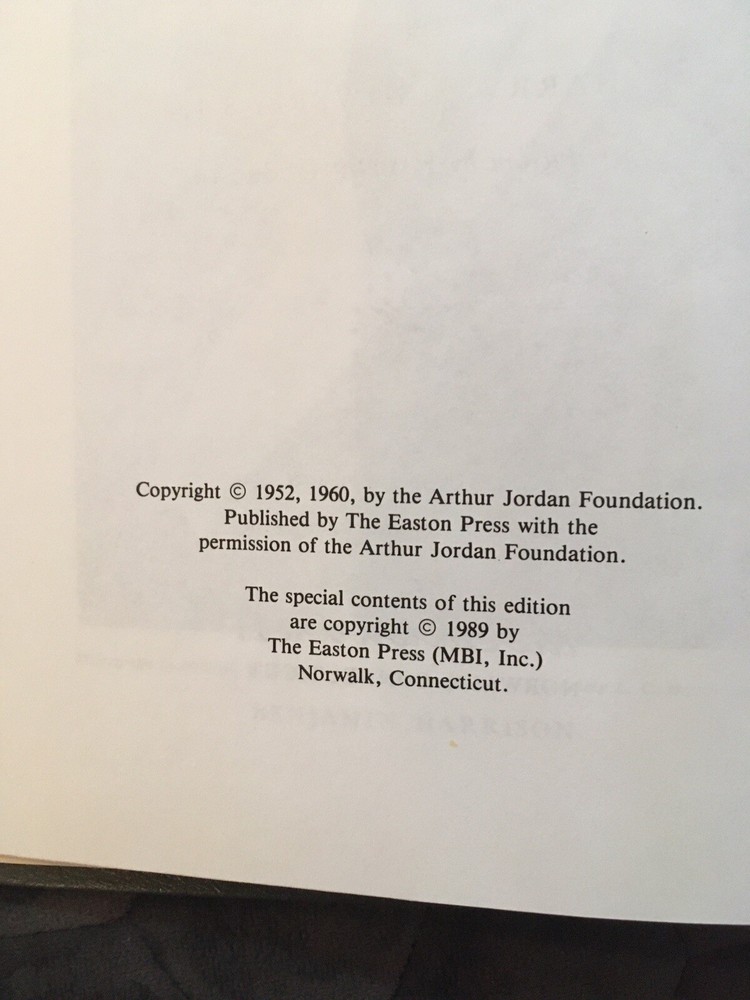 Copyright © 1952, 1960, by the Arthur Jordan Foundation.
Published by The Easton Press with the
permission of the Arthur Jordan Foundation.
The special contents of this edition
are copyright © 1989 by
The Easton Press (MBI, Inc.)
Norwalk, Connecticut.
BENJAMIN HARRISON